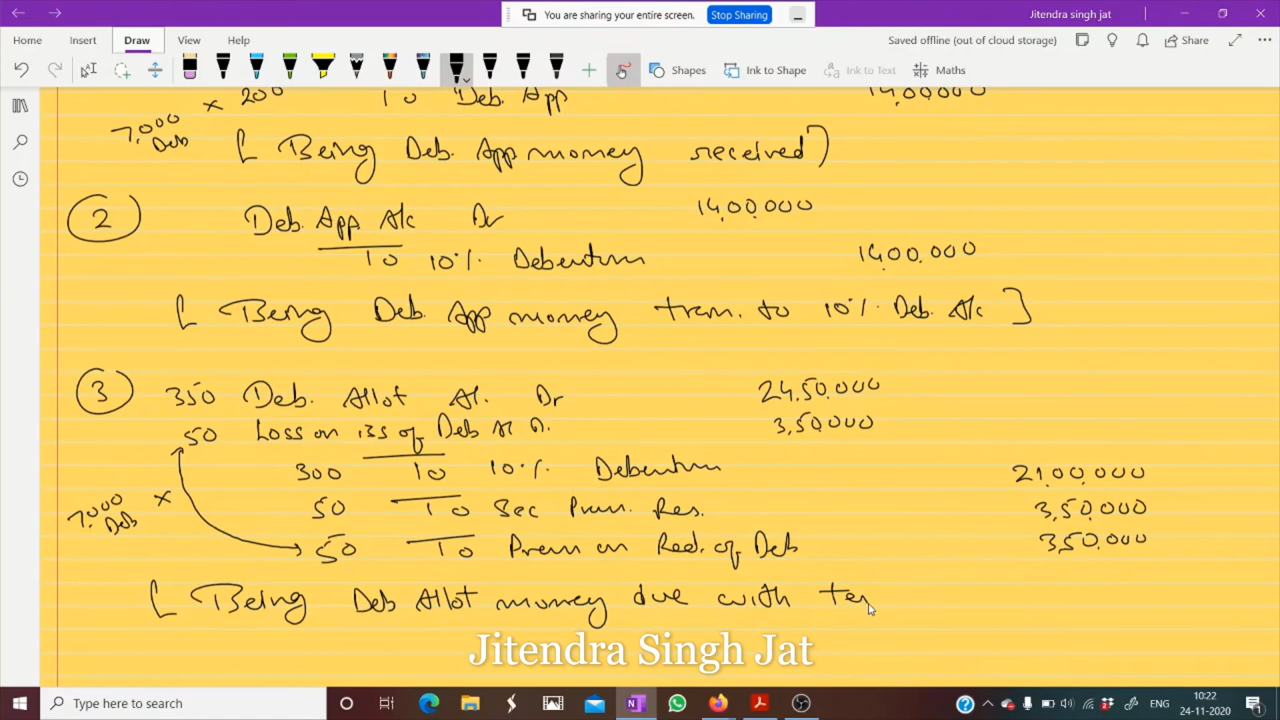 You are sharing your entire screen. Stop Sharing
Jitendra singh jat
Home Insert Draw View Help
Saved offline (out of cloud storage)
Share
Shapes Ink to Shape Ink to Text Maths
7,000 Deb × 200 To Deb. App 14,00,000
[ Being Deb. App money received )
2 Deb. App A/c Dr 14,00,000
To 10% Debentum 14,00,000
[ Being Deb. App money tran. to 10% Deb. A/c ]
3 350 Deb. Allot A/. Dr 24,50,000
50 Loss on iss of Deb A/c D. 3,50,000
300 To 10% Debentum 21,00,000
7,000 Deb × 50 To Sec Prem. Res. 3,50,000
50 To Prem on Red. of Deb 3,50,000
[ Being Deb Allot money due with ter
Jitendra Singh Jat
Type here to search
ENG
10:22
24-11-2020